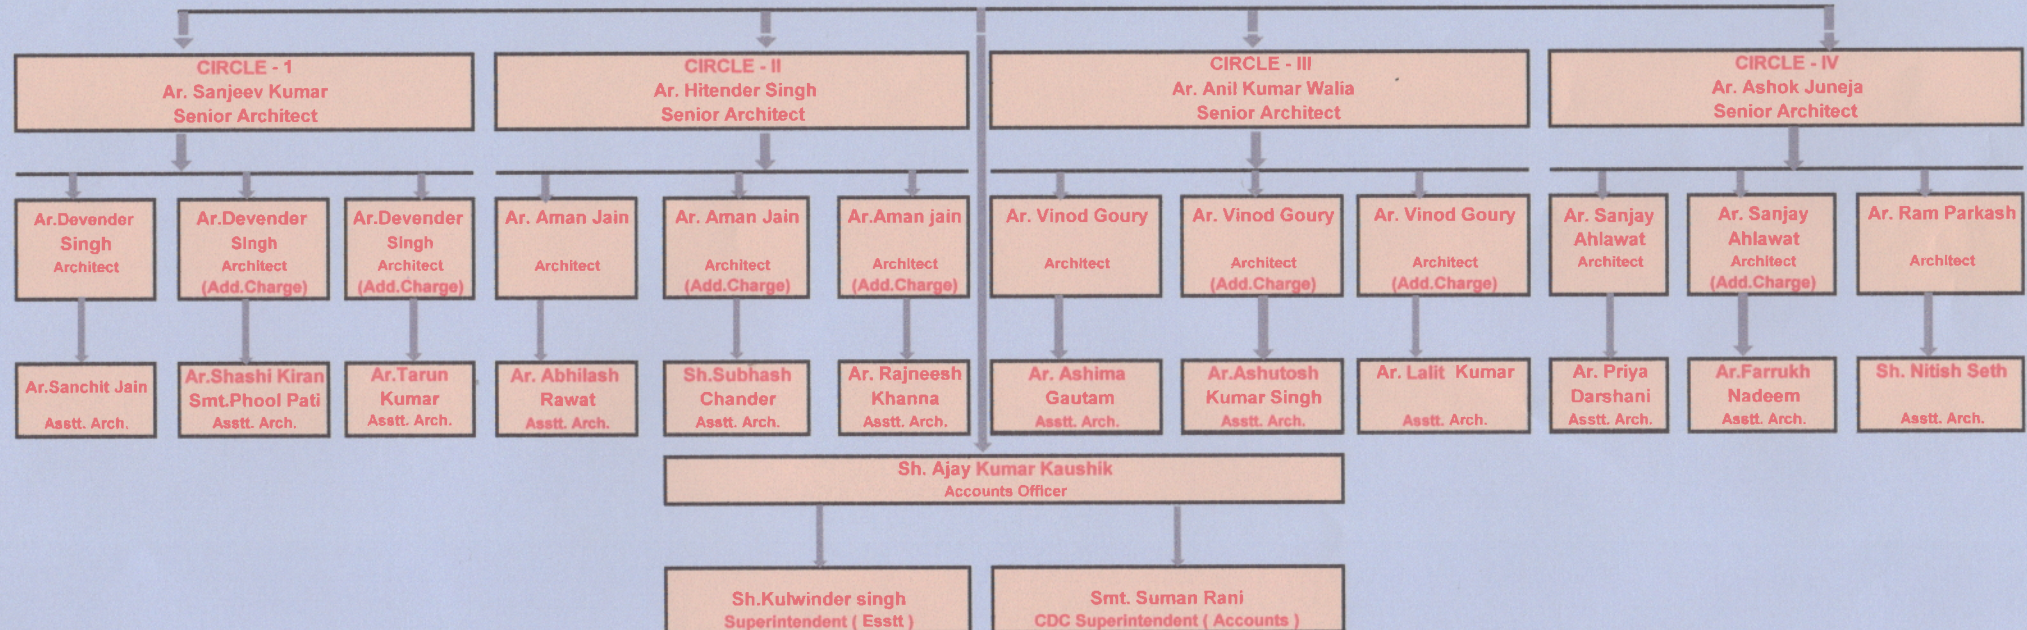 CIRCLE - 1
Ar. Sanjeev Kumar
Senior Architect
CIRCLE - II
Ar. Hitender Singh
Senior Architect
CIRCLE - III
Ar. Anil Kumar Walia
Senior Architect
CIRCLE - IV
Ar. Ashok Juneja
Senior Architect
Ar.Devender
Singh
Architect
Ar.Devender
Singh
Architect
(Add.Charge)
Ar.Devender
Singh
Architect
(Add.Charge)
Ar. Aman Jain
Architect
Ar. Aman Jain
Architect
(Add.Charge)
Ar.Aman jain
Architect
(Add.Charge)
Ar. Vinod Goury
Architect
Ar. Vinod Goury
Architect
(Add.Charge)
Ar. Vinod Goury
Architect
(Add.Charge)
Ar. Sanjay
Ahlawat
Architect
Ar. Sanjay
Ahlawat
Architect
(Add.Charge)
Ar. Ram Parkash
Architect
Ar.Sanchit Jain
Asstt. Arch.
Ar.Shashi Kiran
Smt.Phool Pati
Asstt. Arch.
Ar.Tarun
Kumar
Asstt. Arch.
Ar. Abhilash
Rawat
Asstt. Arch.
Sh.Subhash
Chander
Asstt. Arch.
Ar. Rajneesh
Khanna
Asstt. Arch.
Ar. Ashima
Gautam
Asstt. Arch.
Ar.Ashutosh
Kumar Singh
Asstt. Arch.
Ar. Lalit Kumar
Asstt. Arch.
Ar. Priya
Darshani
Asstt. Arch.
Ar.Farrukh
Nadeem
Asstt. Arch.
Sh. Nitish Seth
Asstt. Arch.
Sh. Ajay Kumar Kaushik
Accounts Officer
Sh.Kulwinder singh
Superintendent ( Esstt )
Smt. Suman Rani
CDC Superintendent ( Accounts )